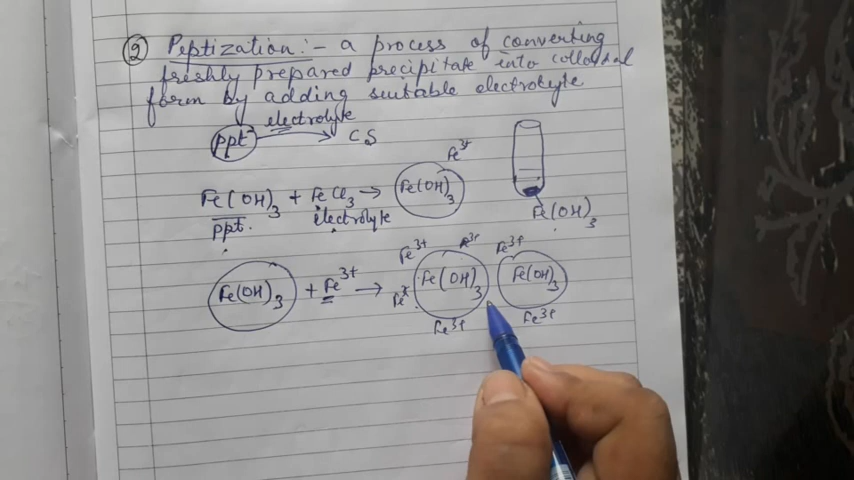 ② Peptization :- a process of converting
freshly prepared precipitate into colloidal
form by adding suitable electrolyte
electrolyte
ppt → CS
Fe³⁺
Fe(OH)₃ + FeCl₃ → Fe(OH)₃
ppt. electrolyte
Fe(OH)₃
Fe³⁺ Fe³⁺ Fe³⁺
Fe(OH)₃ + Fe³⁺ → Fe(OH)₃ Fe(OH)₃
Fe³⁺
Fe³⁺ Fe³⁺